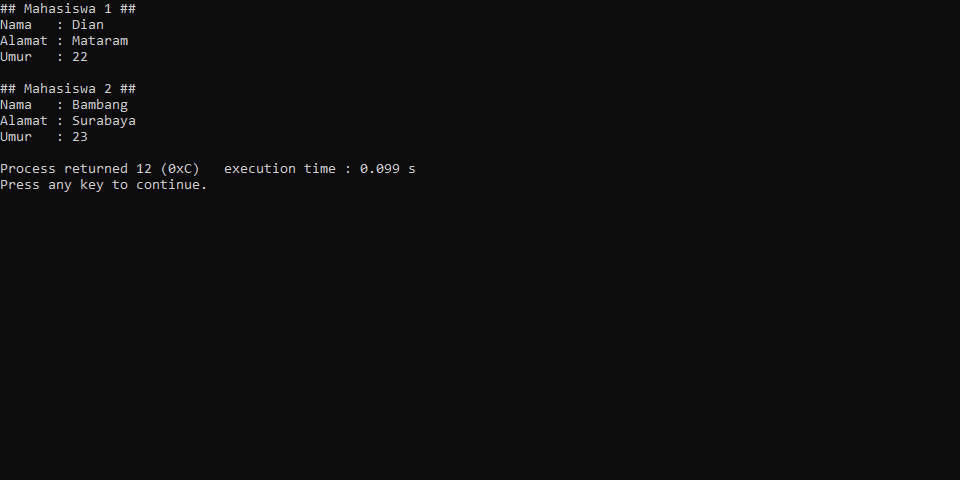 ## Mahasiswa 1 ##
Nama   : Dian
Alamat : Mataram
Umur   : 22

## Mahasiswa 2 ##
Nama   : Bambang
Alamat : Surabaya
Umur   : 23

Process returned 12 (0xC)   execution time : 0.099 s
Press any key to continue.